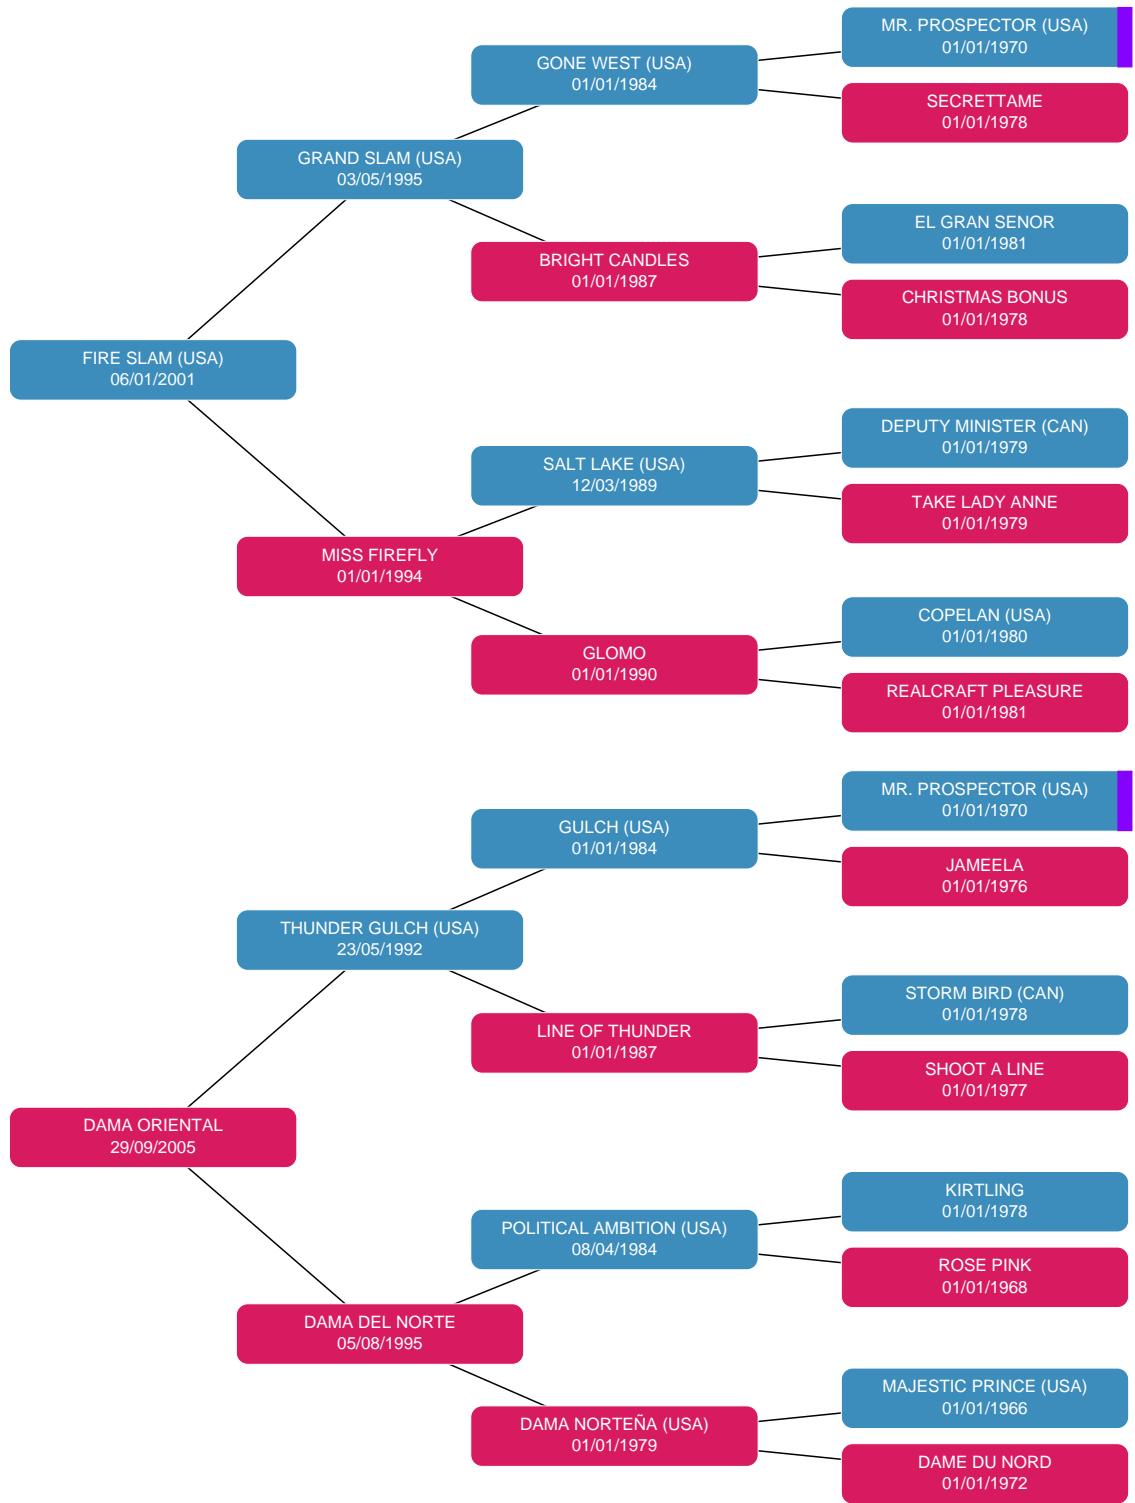 MR. PROSPECTOR (USA)
01/01/1970
GONE WEST (USA)
01/01/1984
SECRETTAME
01/01/1978
GRAND SLAM (USA)
03/05/1995
EL GRAN SENOR
01/01/1981
BRIGHT CANDLES
01/01/1987
CHRISTMAS BONUS
01/01/1978
FIRE SLAM (USA)
06/01/2001
DEPUTY MINISTER (CAN)
01/01/1979
SALT LAKE (USA)
12/03/1989
TAKE LADY ANNE
01/01/1979
MISS FIREFLY
01/01/1994
COPELAN (USA)
01/01/1980
GLOMO
01/01/1990
REALCRAFT PLEASURE
01/01/1981
MR. PROSPECTOR (USA)
01/01/1970
GULCH (USA)
01/01/1984
JAMEELA
01/01/1976
THUNDER GULCH (USA)
23/05/1992
STORM BIRD (CAN)
01/01/1978
LINE OF THUNDER
01/01/1987
SHOOT A LINE
01/01/1977
DAMA ORIENTAL
29/09/2005
KIRTLING
01/01/1978
POLITICAL AMBITION (USA)
08/04/1984
ROSE PINK
01/01/1968
DAMA DEL NORTE
05/08/1995
MAJESTIC PRINCE (USA)
01/01/1966
DAMA NORTEÑA (USA)
01/01/1979
DAME DU NORD
01/01/1972